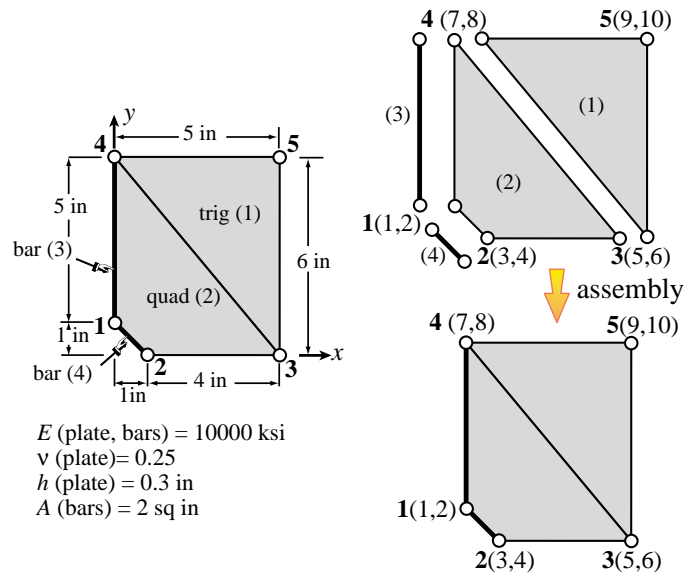 y
5 in
4
5
5 in
trig (1)
bar (3)
6 in
quad (2)
1
1 in
2
3
x
bar (4)
1in
4 in
E (plate, bars) = 10000 ksi
ν (plate)= 0.25
h (plate) = 0.3 in
A (bars) = 2 sq in
4 (7,8)
5(9,10)
(3)
(1)
(2)
1(1,2)
(4)
2(3,4)
3(5,6)
assembly
4 (7,8)
5(9,10)
1(1,2)
2(3,4)
3(5,6)